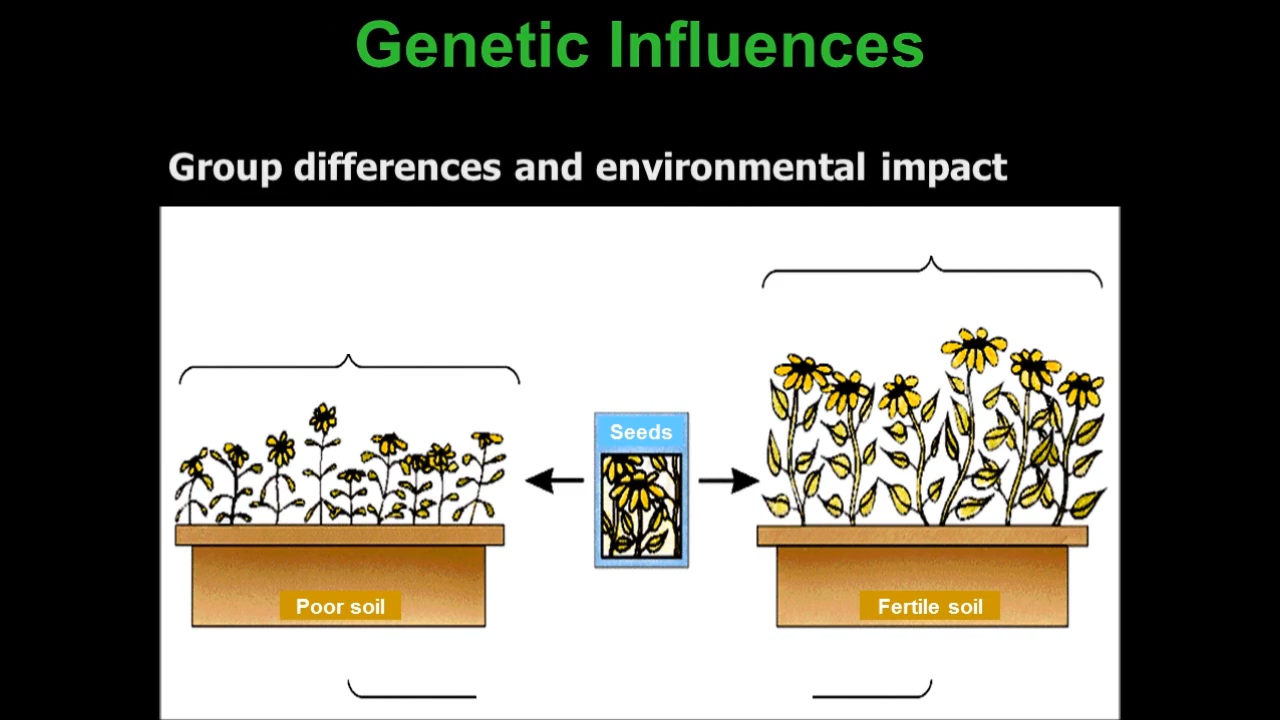 Genetic Influences
Group differences and environmental impact
Seeds
Poor soil
Fertile soil